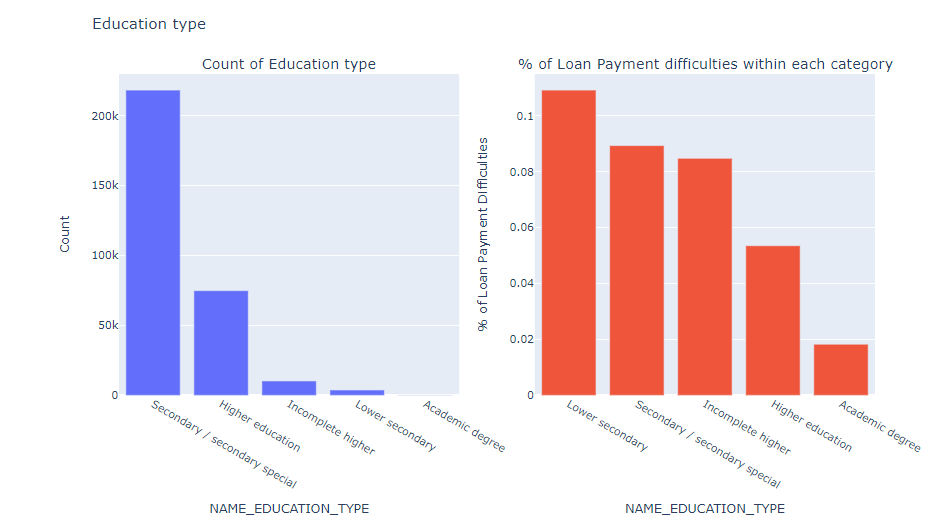 Education type
Count of Education type
200k
150k
100k
50k
0
Count
Secondary / secondary special
Higher education
Incomplete higher
Lower secondary
Academic degree
NAME_EDUCATION_TYPE
% of Loan Payment difficulties within each category
0.1
0.08
0.06
0.04
0.02
0
% of Loan Payment DIfficulties
Lower secondary
Secondary / secondary special
Incomplete higher
Higher education
Academic degree
NAME_EDUCATION_TYPE